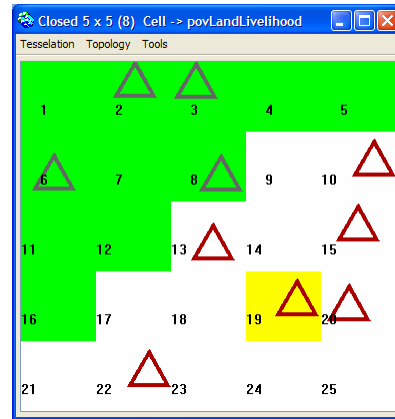 Closed 5 x 5 (8) Cell -> povLandLivelihood
Tesselation Topology Tools
1 2 3 4 5
6 7 8 9 10
11 12 13 14 15
16 17 18 19 20
21 22 23 24 25